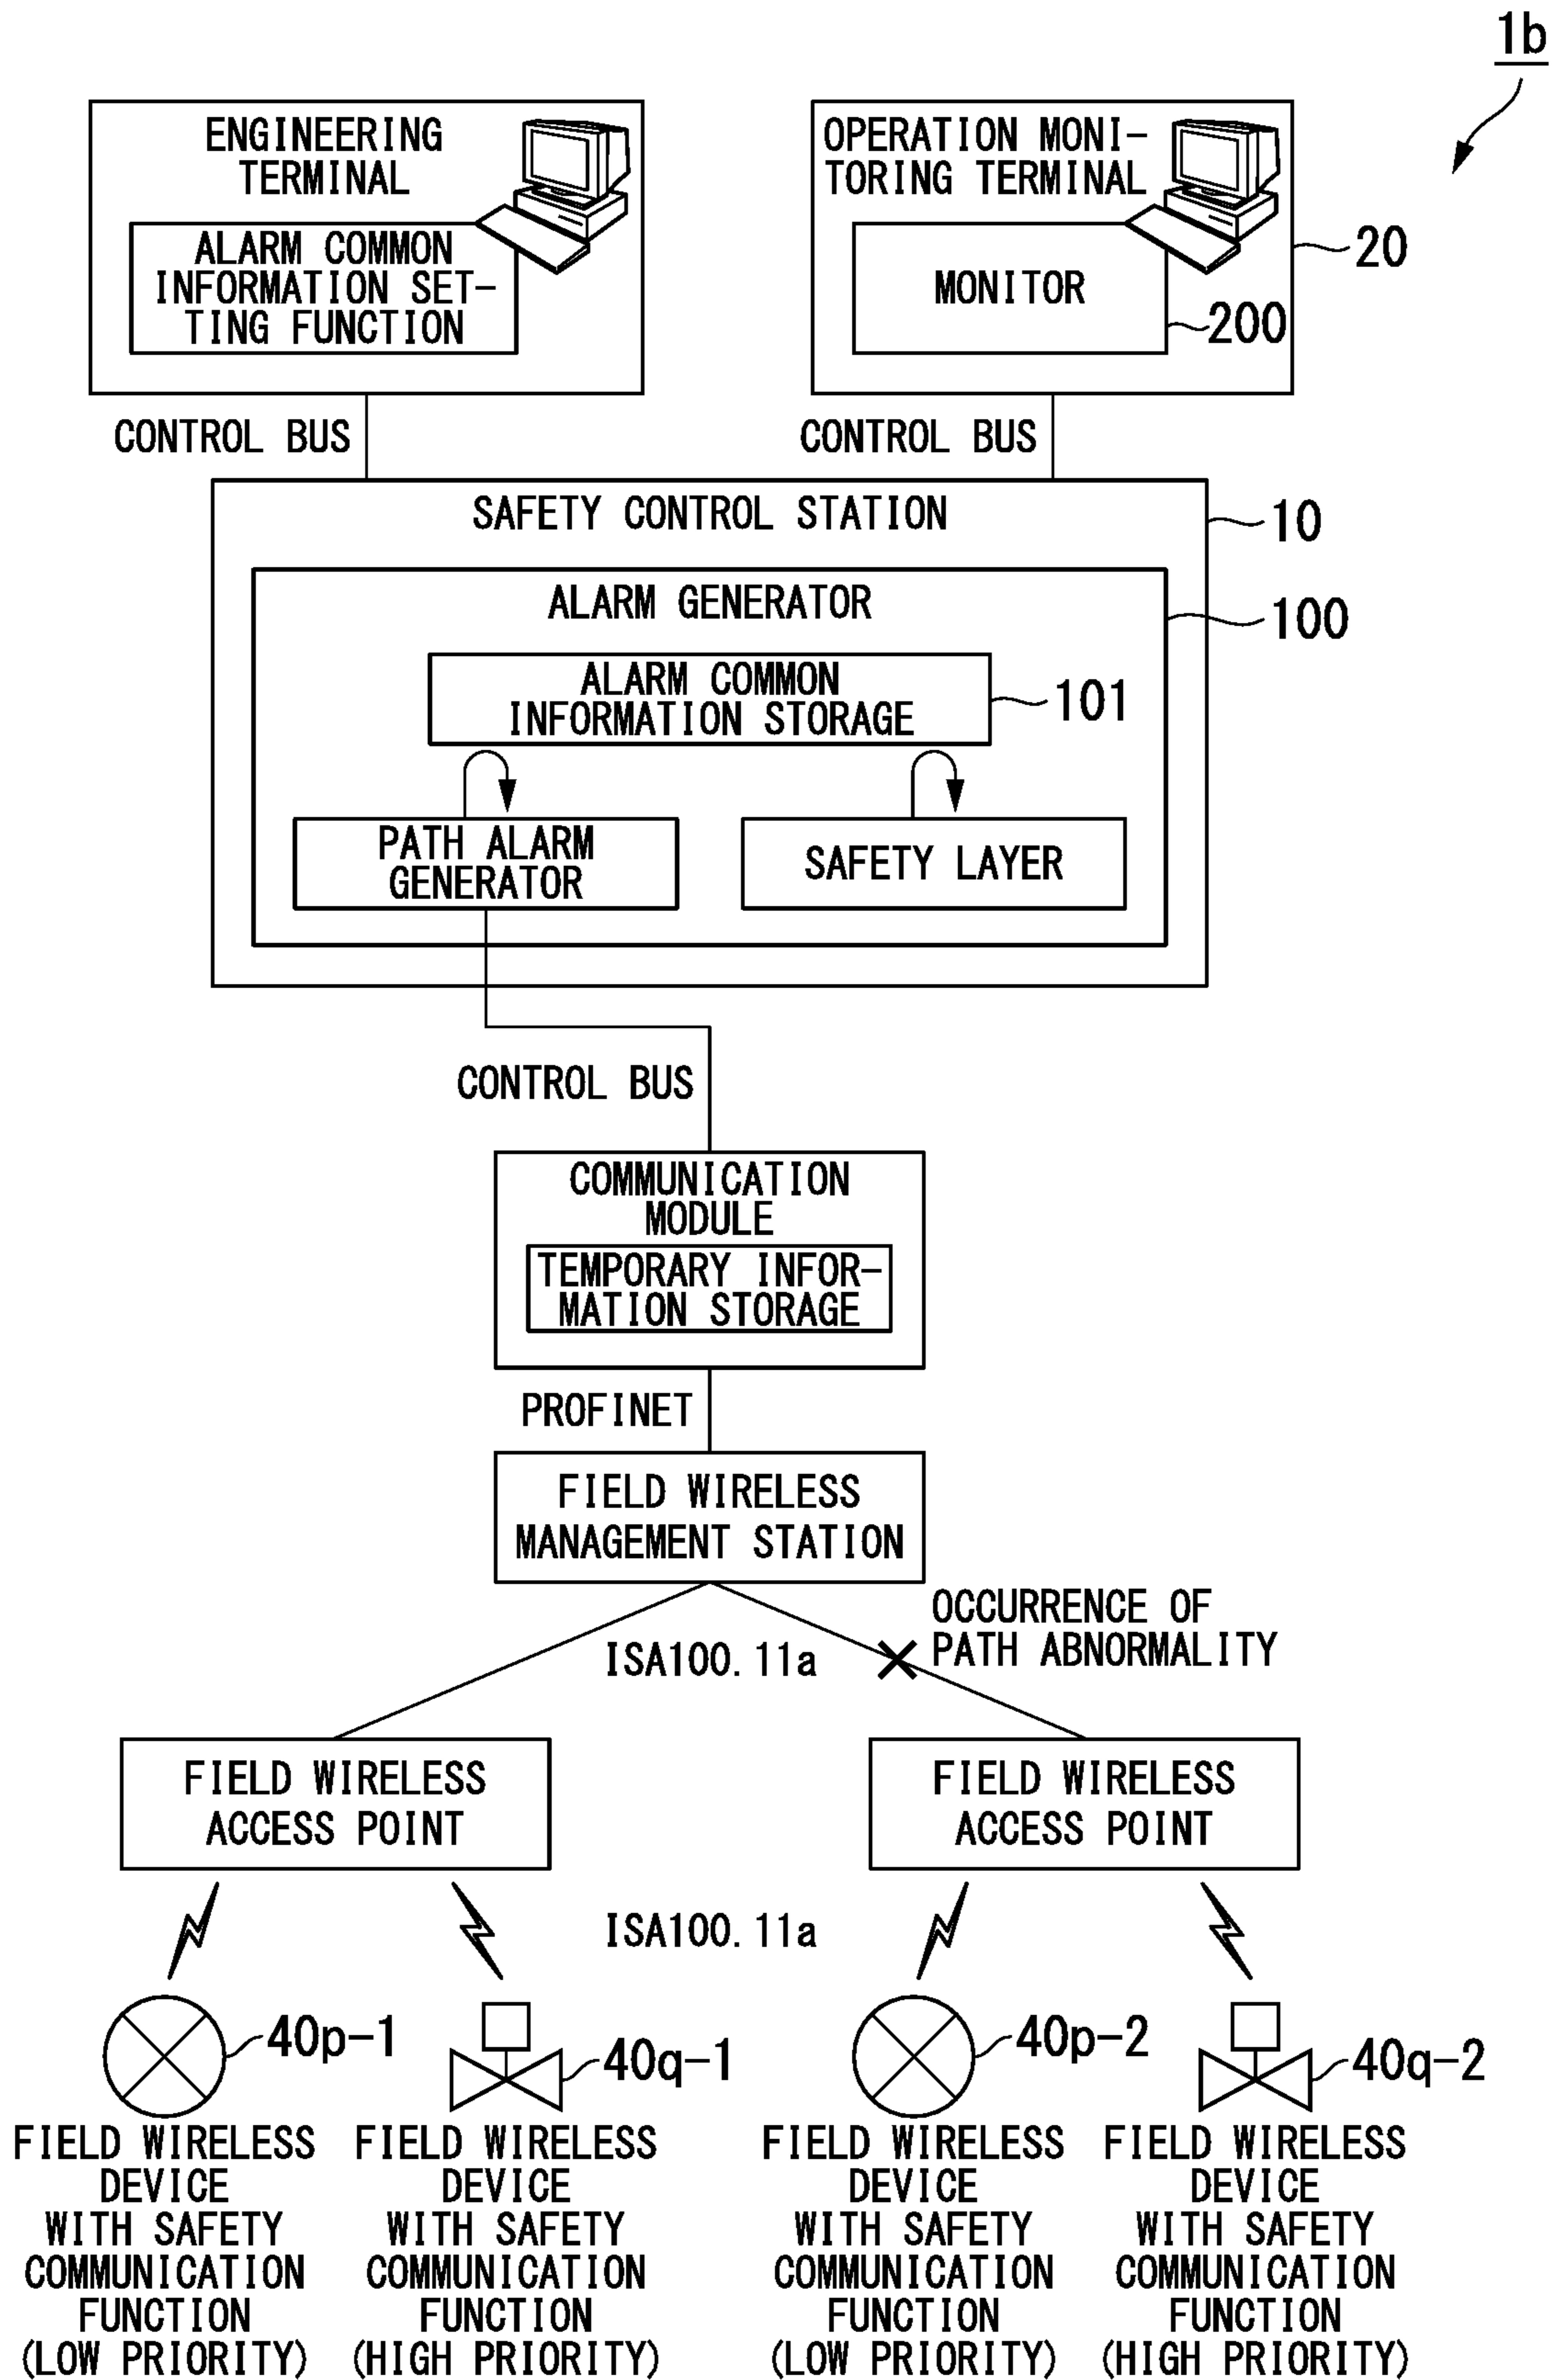 1b
ENGINEERING
TERMINAL
ALARM COMMON
INFORMATION SET-
TING FUNCTION
OPERATION MONI-
TORING TERMINAL
MONITOR
20
200
CONTROL BUS
CONTROL BUS
SAFETY CONTROL STATION
10
ALARM GENERATOR
100
ALARM COMMON
INFORMATION STORAGE
101
PATH ALARM
GENERATOR
SAFETY LAYER
CONTROL BUS
COMMUNICATION
MODULE
TEMPORARY INFOR-
MATION STORAGE
PROFINET
FIELD WIRELESS
MANAGEMENT STATION
OCCURRENCE OF
PATH ABNORMALITY
ISA100.11a
FIELD WIRELESS
ACCESS POINT
FIELD WIRELESS
ACCESS POINT
ISA100.11a
40p-1
40q-1
40p-2
40q-2
FIELD WIRELESS
DEVICE
WITH SAFETY
COMMUNICATION
FUNCTION
(LOW PRIORITY)
FIELD WIRELESS
DEVICE
WITH SAFETY
COMMUNICATION
FUNCTION
(HIGH PRIORITY)
FIELD WIRELESS
DEVICE
WITH SAFETY
COMMUNICATION
FUNCTION
(LOW PRIORITY)
FIELD WIRELESS
DEVICE
WITH SAFETY
COMMUNICATION
FUNCTION
(HIGH PRIORITY)